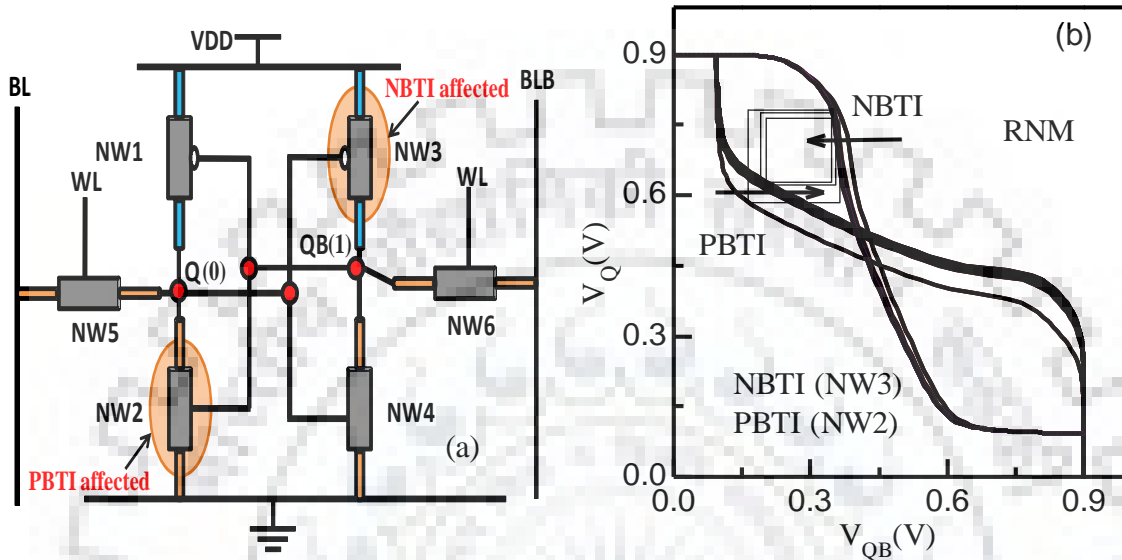 VDD
BL
NBTI affected
BLB
NW1
NW3
WL
WL
QB(1)
Q(0)
NW5
NW6
NW2
NW4
(a)
PBTI affected
(b)
0.9
NBTI
RNM
0.6
PBTI
V_Q(V)
0.3
NBTI (NW3)
PBTI (NW2)
0.0
0.0
0.3
0.6
0.9
V_QB(V)